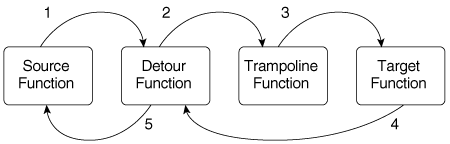 1 2 3
Source Detour Trampoline Target
Function Function Function Function
5 4